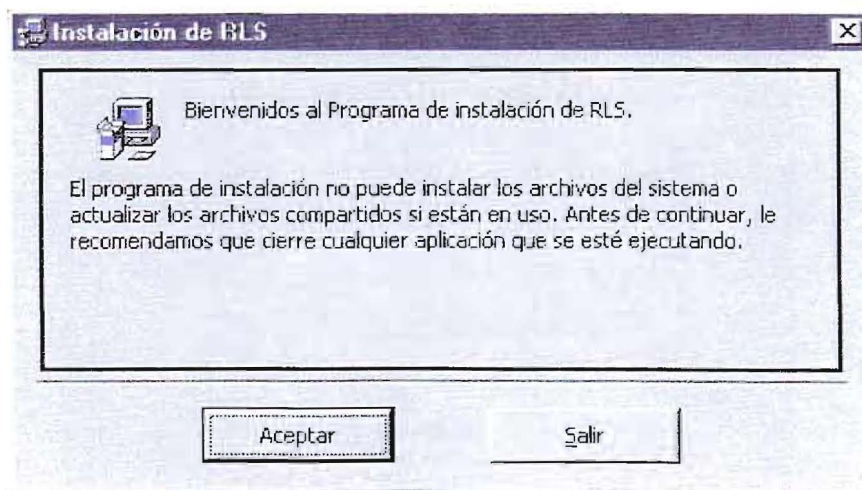 Instalación de RLS
Bienvenidos al Programa de instalación de RLS.
El programa de instalación no puede instalar los archivos del sistema o
actualizar los archivos compartidos si están en uso. Antes de continuar, le
recomendamos que cierre cualquier aplicación que se esté ejecutando.
Aceptar
Salir